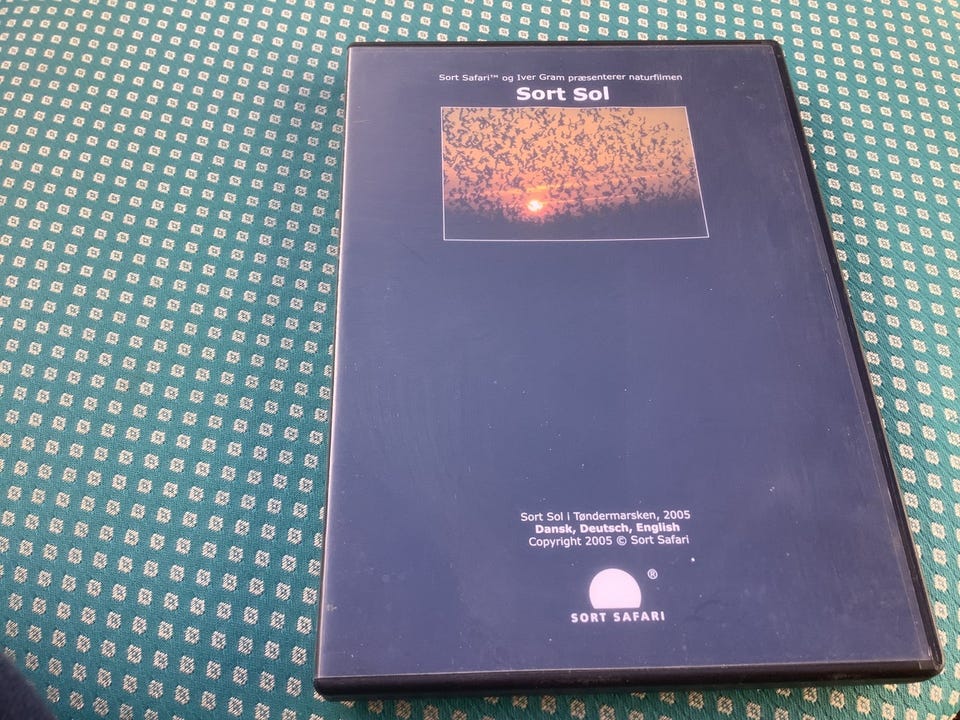 Sort Safari™ og Iver Gram præsenterer naturfilmen
Sort Sol
Sort Sol i Tøndermarsken, 2005
Dansk, Deutsch, English
Copyright 2005 © Sort Safari
®
SORT SAFARI